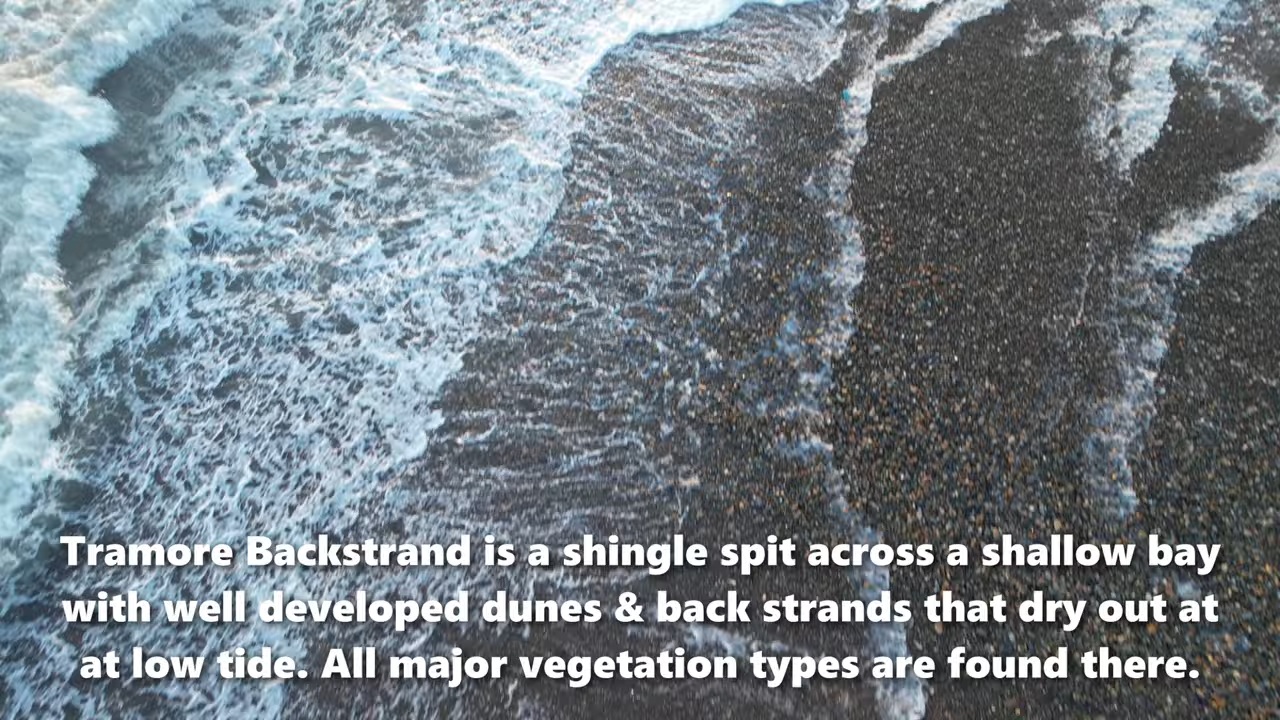 Tramore Backstrand is a shingle spit across a shallow bay
with well developed dunes & back strands that dry out at
at low tide. All major vegetation types are found there.